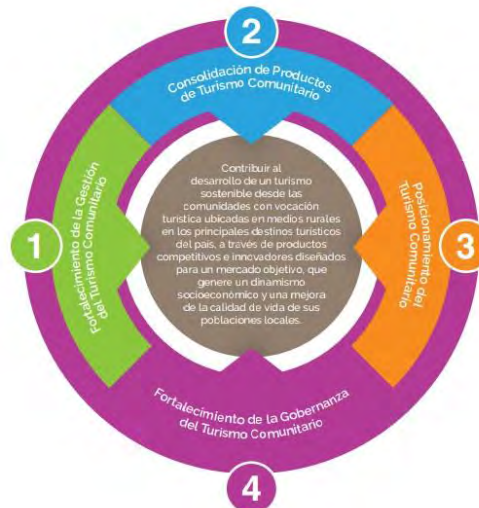 2
Consolidación de Productos
de Turismo Comunitario
1
Fortalecimiento de la Gestión
del Turismo Comunitario
Contribuir al
desarrollo de un turismo
sostenible desde las
comunidades con vocación
turística ubicadas en medios rurales
en los principales destinos turísticos
del país, a través de productos
competitivos e innovadores diseñados
para un mercado objetivo, que
genere un dinamismo
socioeconómico y una mejora
de la calidad de vida de sus
poblaciones locales.
3
Posicionamiento del
Turismo Comunitario
Fortalecimiento de la Gobernanza
del Turismo Comunitario
4